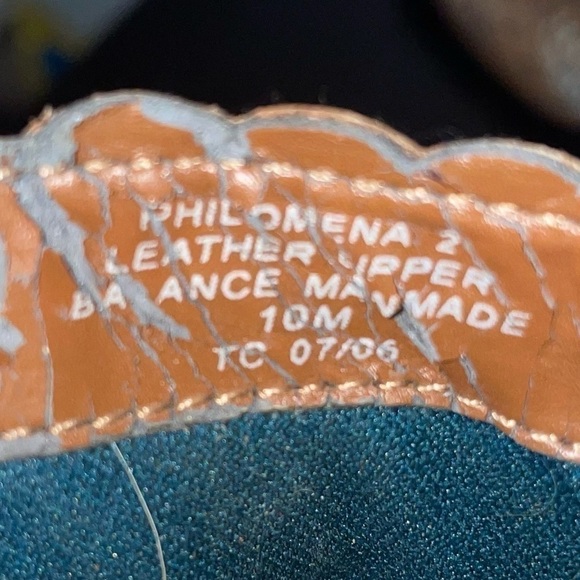 PHILOMENA 2
LEATHER UPPER
BALANCE MANMADE
10M
TC 07/06